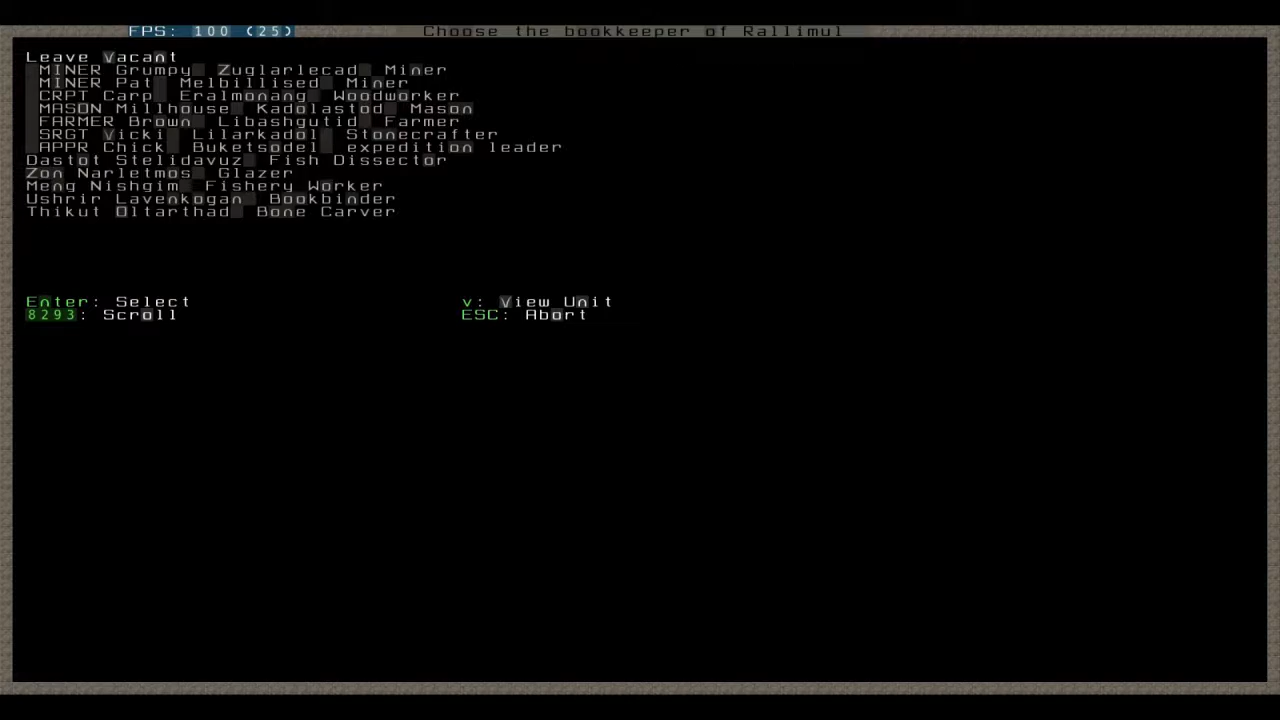 FPS: 100 (25) Choose the bookkeeper of Rallimul
Leave Vacant
MINER Grumpy Zuglarlecad Miner
MINER Pat Melbillised Miner
CRPT Carp Eralmonang Woodworker
MASON Millhouse Kadolastod Mason
FARMER Brown Libashgutid Farmer
SRGT Vicki Lilarkadol Stonecrafter
APPR Chick Buketsodel expedition leader
Dastot Stelidavuz Fish Dissector
Zon Narletmos Glazer
Meng Nishgim Fishery Worker
Ushrir Lavenkogan Bookbinder
Thikut Oltarthad Bone Carver
Enter: Select v: View Unit
8293: Scroll ESC: Abort